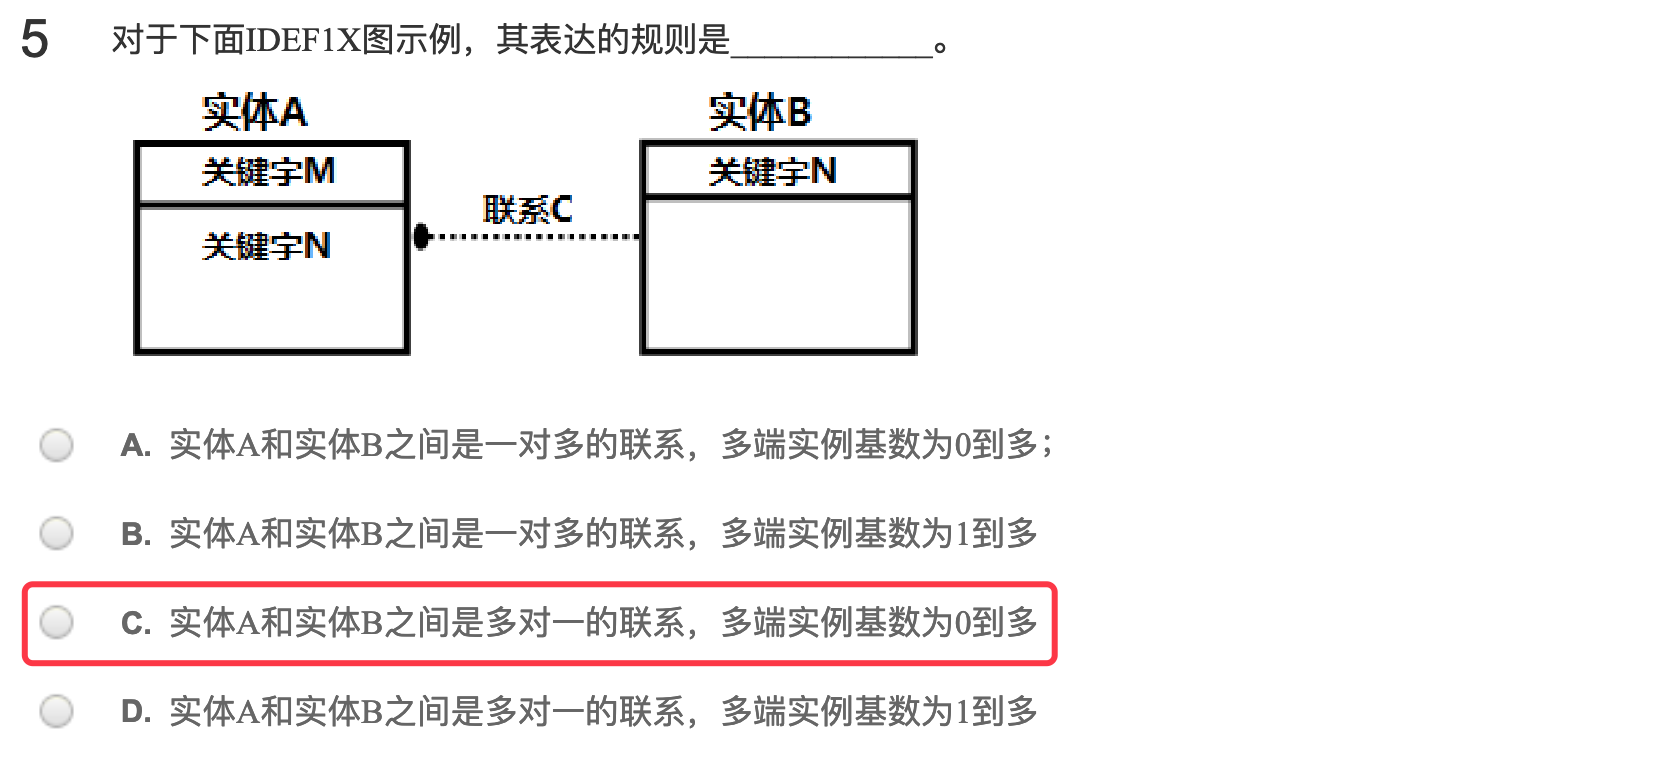 5 对于下面IDEF1X图示例，其表达的规则是____________。
实体A 实体B
关键字M 关键字N
联系C
关键字N
A. 实体A和实体B之间是一对多的联系，多端实例基数为0到多；
B. 实体A和实体B之间是一对多的联系，多端实例基数为1到多
C. 实体A和实体B之间是多对一的联系，多端实例基数为0到多
D. 实体A和实体B之间是多对一的联系，多端实例基数为1到多